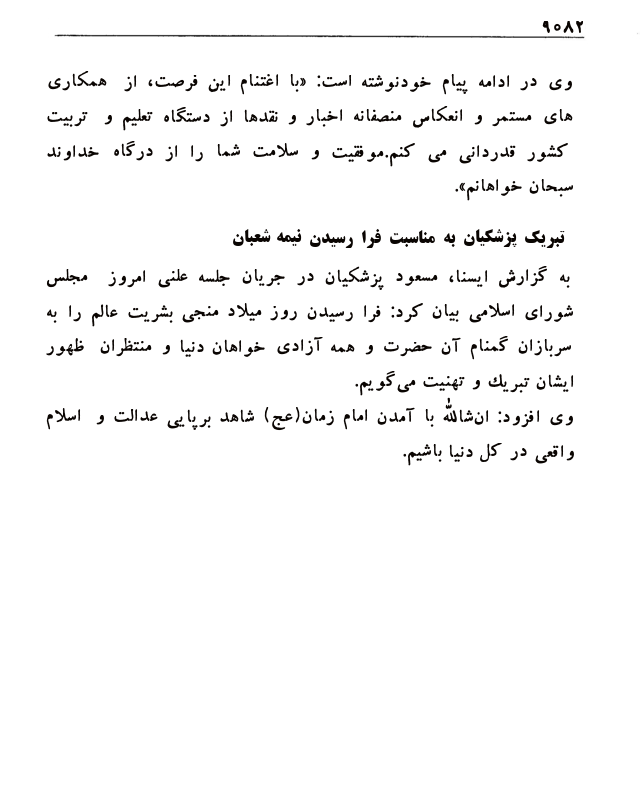 ۹۰۸۲
وی در ادامه پیام خودنوشته است: «با اغتنام این فرصت، از همکاری
های مستمر و انعکاس منصفانه اخبار و نقدها از دستگاه تعلیم و تربیت
کشور قدردانی می کنم.موفقیت و سلامت شما را از درگاه خداوند
سبحان خواهانم».
تبریک پزشکیان به مناسبت فرا رسیدن نیمه شعبان
به گزارش ایسنا، مسعود پزشکیان در جریان جلسه علنی امروز مجلس
شورای اسلامی بیان کرد: فرا رسیدن روز میلاد منجی بشریت عالم را به
سربازان گمنام آن حضرت و همه آزادی خواهان دنیا و منتظران ظهور
ایشان تبریک و تهنیت می‌گویم.
وی افزود: ان‌شالله با آمدن امام زمان(عج) شاهد برپایی عدالت و اسلام
واقعی در کل دنیا باشیم.